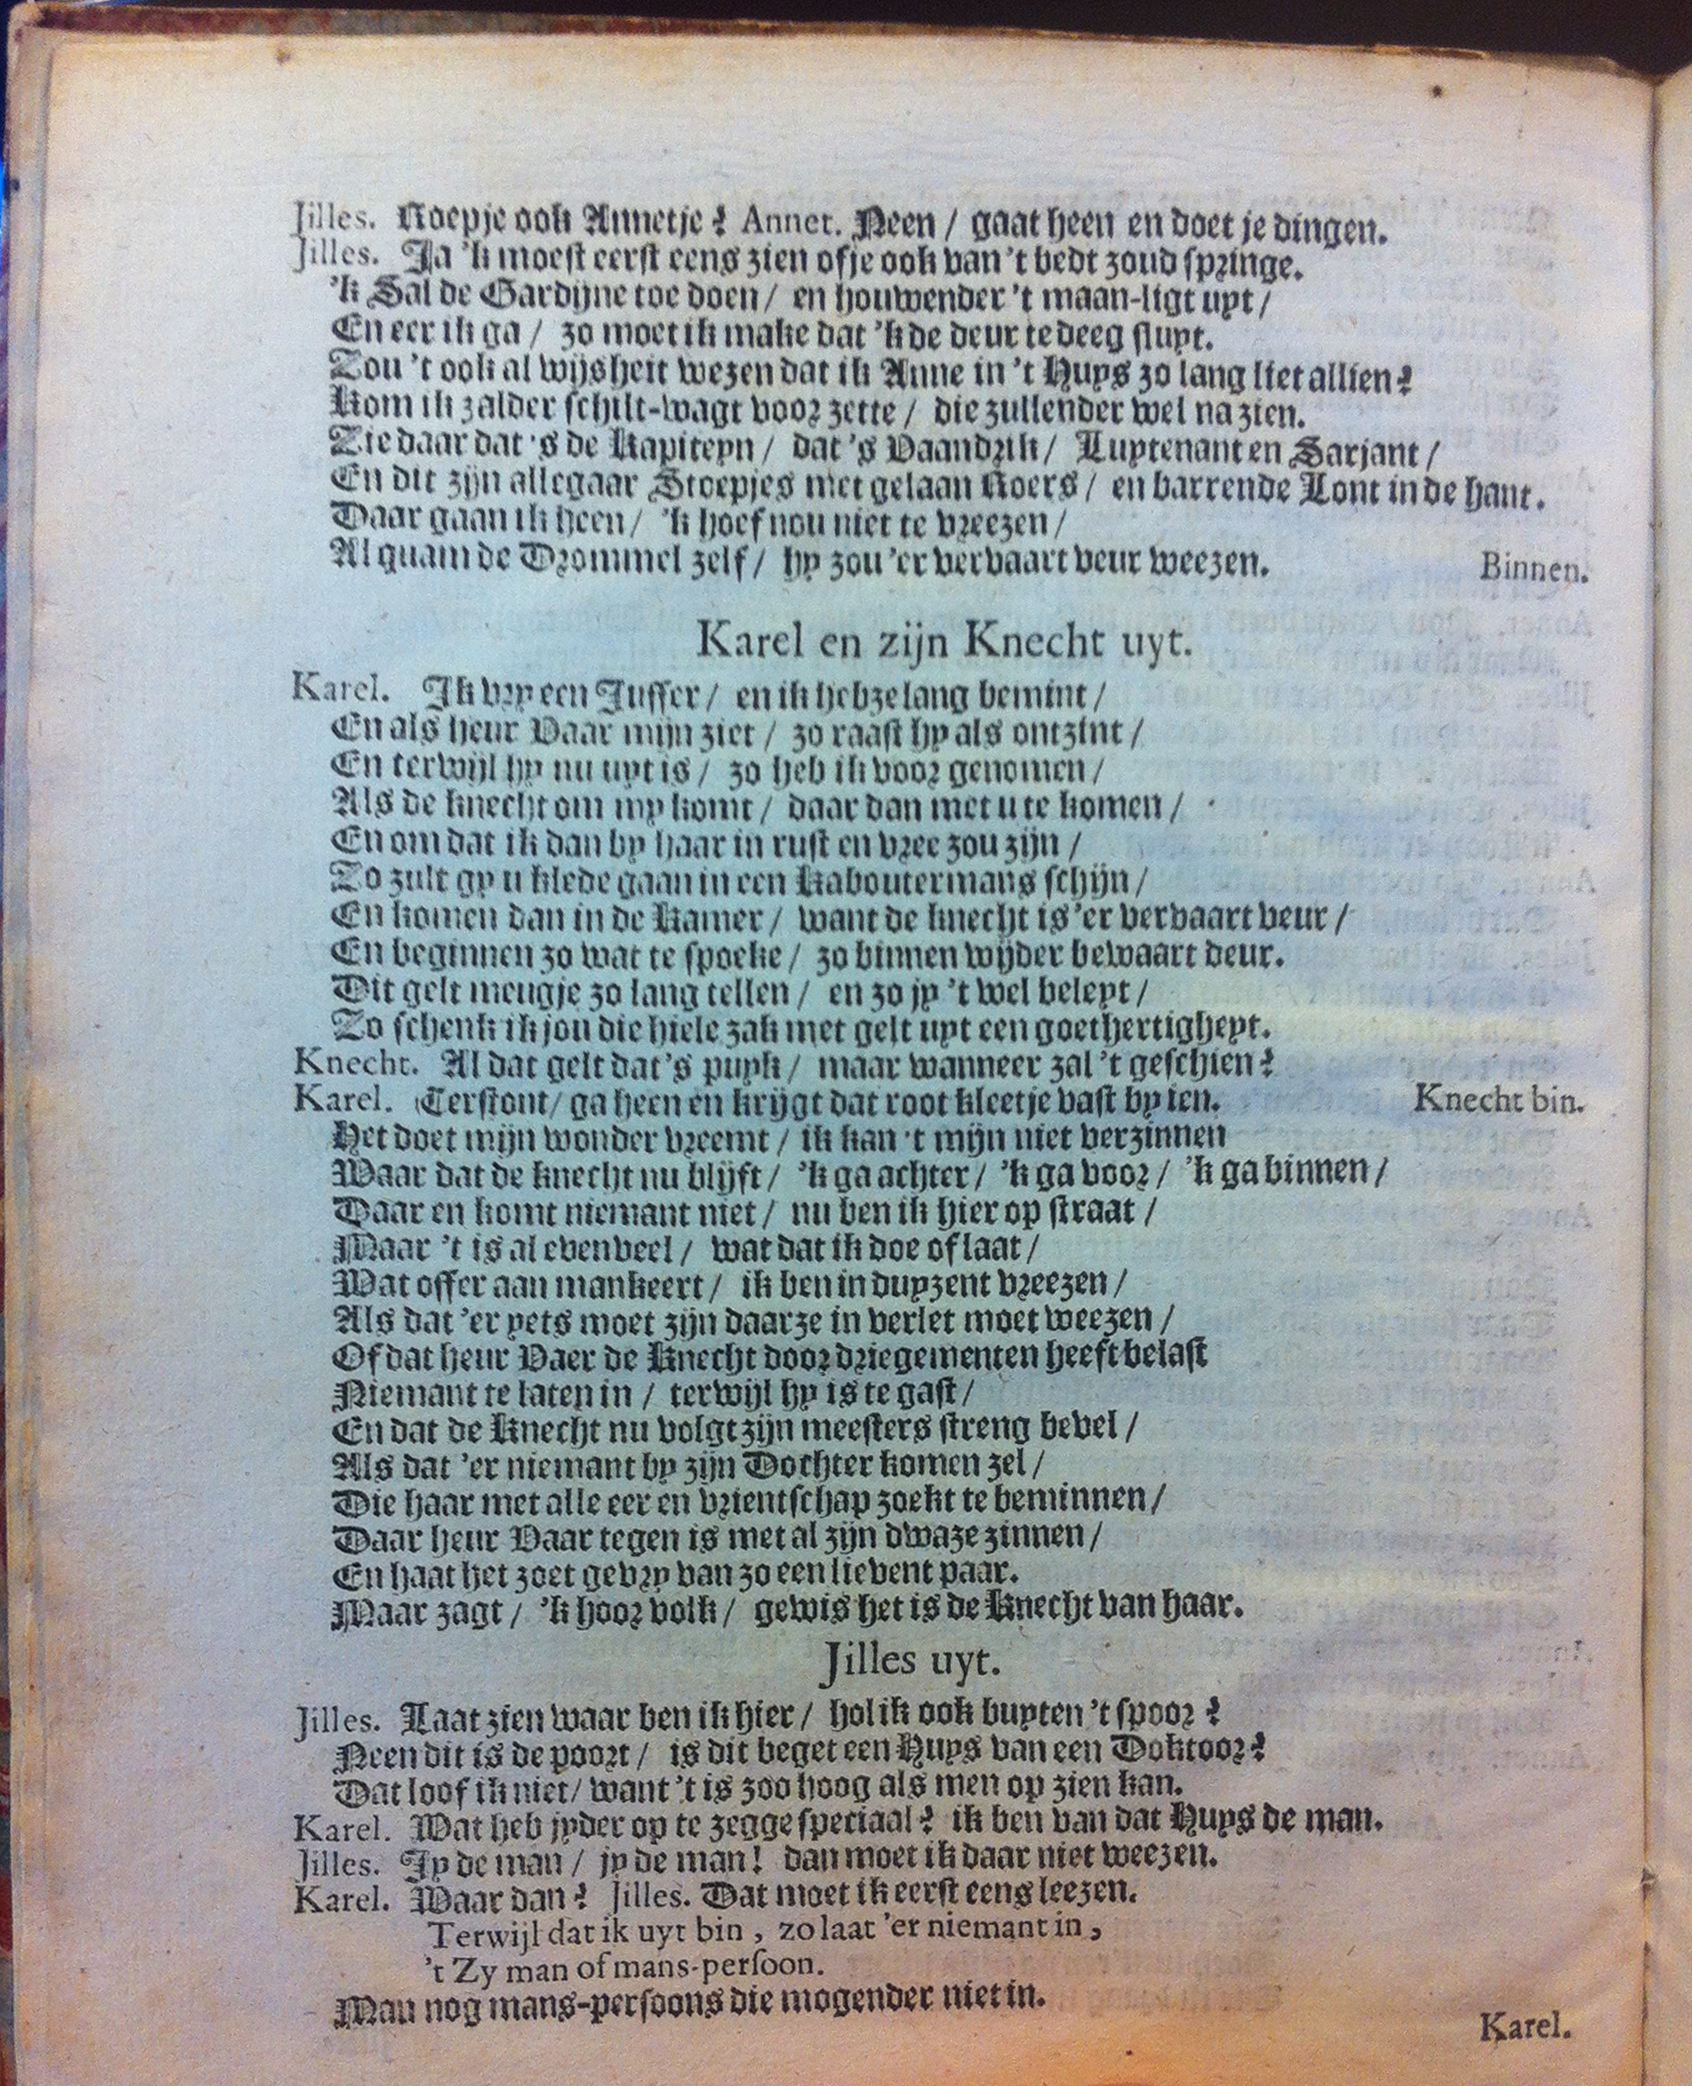 Jilles. Roepje ook Annetje? Annet. Neen / gaat heen en doet je dingen.
Jilles. Ja 'k moest eerst eens zien ofje ook van 't bedt zoud springe.
'k Sal de Gardijne toe doen / en houwender 't maan-ligt uyt /
En eer ik ga / zo moet ik make dat 'k de deur te deeg sluyt.
Zou 't ook al wijsheit wezen dat ik Anne in 't Huys zo lang liet allien?
Kom ik zalder schilt-wagt voor zette / die zullender wel na zien.
Zie daar dat 's de Kapiteyn / dat 's Vaandrik / Luytenant en Sarjant /
En dit zijn allegaar Stoepjes met gelaan Roers / en barrende Lont in de hant.
Daar gaan ik heen / 'k hoef nou niet te vreezen /
Al quam de Drommel zelf / hy zou 'er vervaart veur weezen. Binnen.
Karel en zijn Knecht uyt.
Karel. Ik vry een Juffer / en ik hebze lang bemint /
En als heur Vaar mijn ziet / zo raast hy als ontzint /
En terwijl hy nu uyt is / zo heb ik voor genomen /
Als de knecht om my komt / daar dan met u te komen /
En om dat ik dan by haar in rust en vree zou zijn /
Zo zult gy u klede gaan in een Kaboutermans schijn /
En komen dan in de Kamer / want de knecht is 'er vervaart veur /
En beginnen zo wat te spoeke / zo binnen wijder bewaart deur.
Dit gelt meugje zo lang tellen / en zo jy 't wel beleyt /
Zo schenk ik jou die hiele zak met gelt uyt een goethertigheyt.
Knecht. Al dat gelt dat 's puyk / maar wanneer zal 't geschien?
Karel. Terstont / ga heen en krijgt dat root kleetje vast by ien. Knecht bin.
Het doet mijn wonder vreemt / ik kan 't mijn niet verzinnen
Waar dat de knecht nu blijft / 'k ga achter / 'k ga voor / 'k ga binnen /
Daar en komt niemant niet / nu ben ik hier op straat /
Maar 't is al evenveel / wat dat ik doe of laat /
Wat offer aan mankeert / ik ben in duyzent vreezen /
Als dat 'er yets moet zijn daarze in verlet moet weezen /
Of dat heur Vaer de Knecht door driegementen heeft belast
Niemant te laten in / terwijl hy is te gast /
En dat de Knecht nu volgt zijn meesters streng bevel /
Als dat 'er niemant by zijn Dochter komen zel /
Die haar met alle eer en vrientschap zoekt te beminnen /
Daar heur Vaar tegen is met al zijn dwaze zinnen /
En haat het zoet gevry van zo een lievent paar.
Maar zagt / 'k hoor volk / gewis het is de Knecht van haar.
Jilles uyt.
Jilles. Laat zien waar ben ik hier / hol ik ook buyten 't spoor?
Neen dit is de poort / is dit beget een Huys van een Doktoor?
Dat loof ik niet / want 't is zoo hoog als men op zien kan.
Karel. Wat heb jyder op te zegge speciaal? ik ben van dat Huys de man.
Jilles. Jy de man / jy de man! dan moet ik daar niet weezen.
Karel. Waar dan? Jilles. Dat moet ik eerst eens leezen.
Terwijl dat ik uyt bin, zo laat 'er niemant in,
't Zy man of mans-persoon.
Man nog mans-persoons die mogender niet in.
Karel.